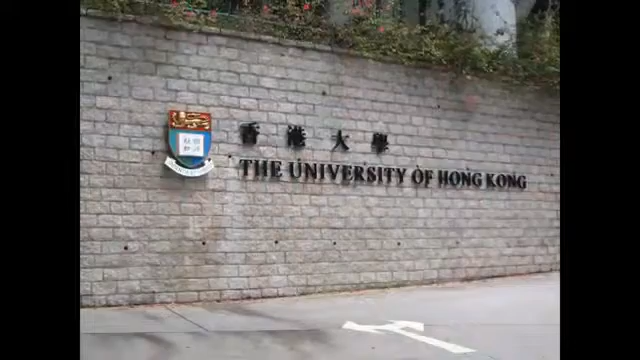 香港大學
THE UNIVERSITY OF HONG KONG